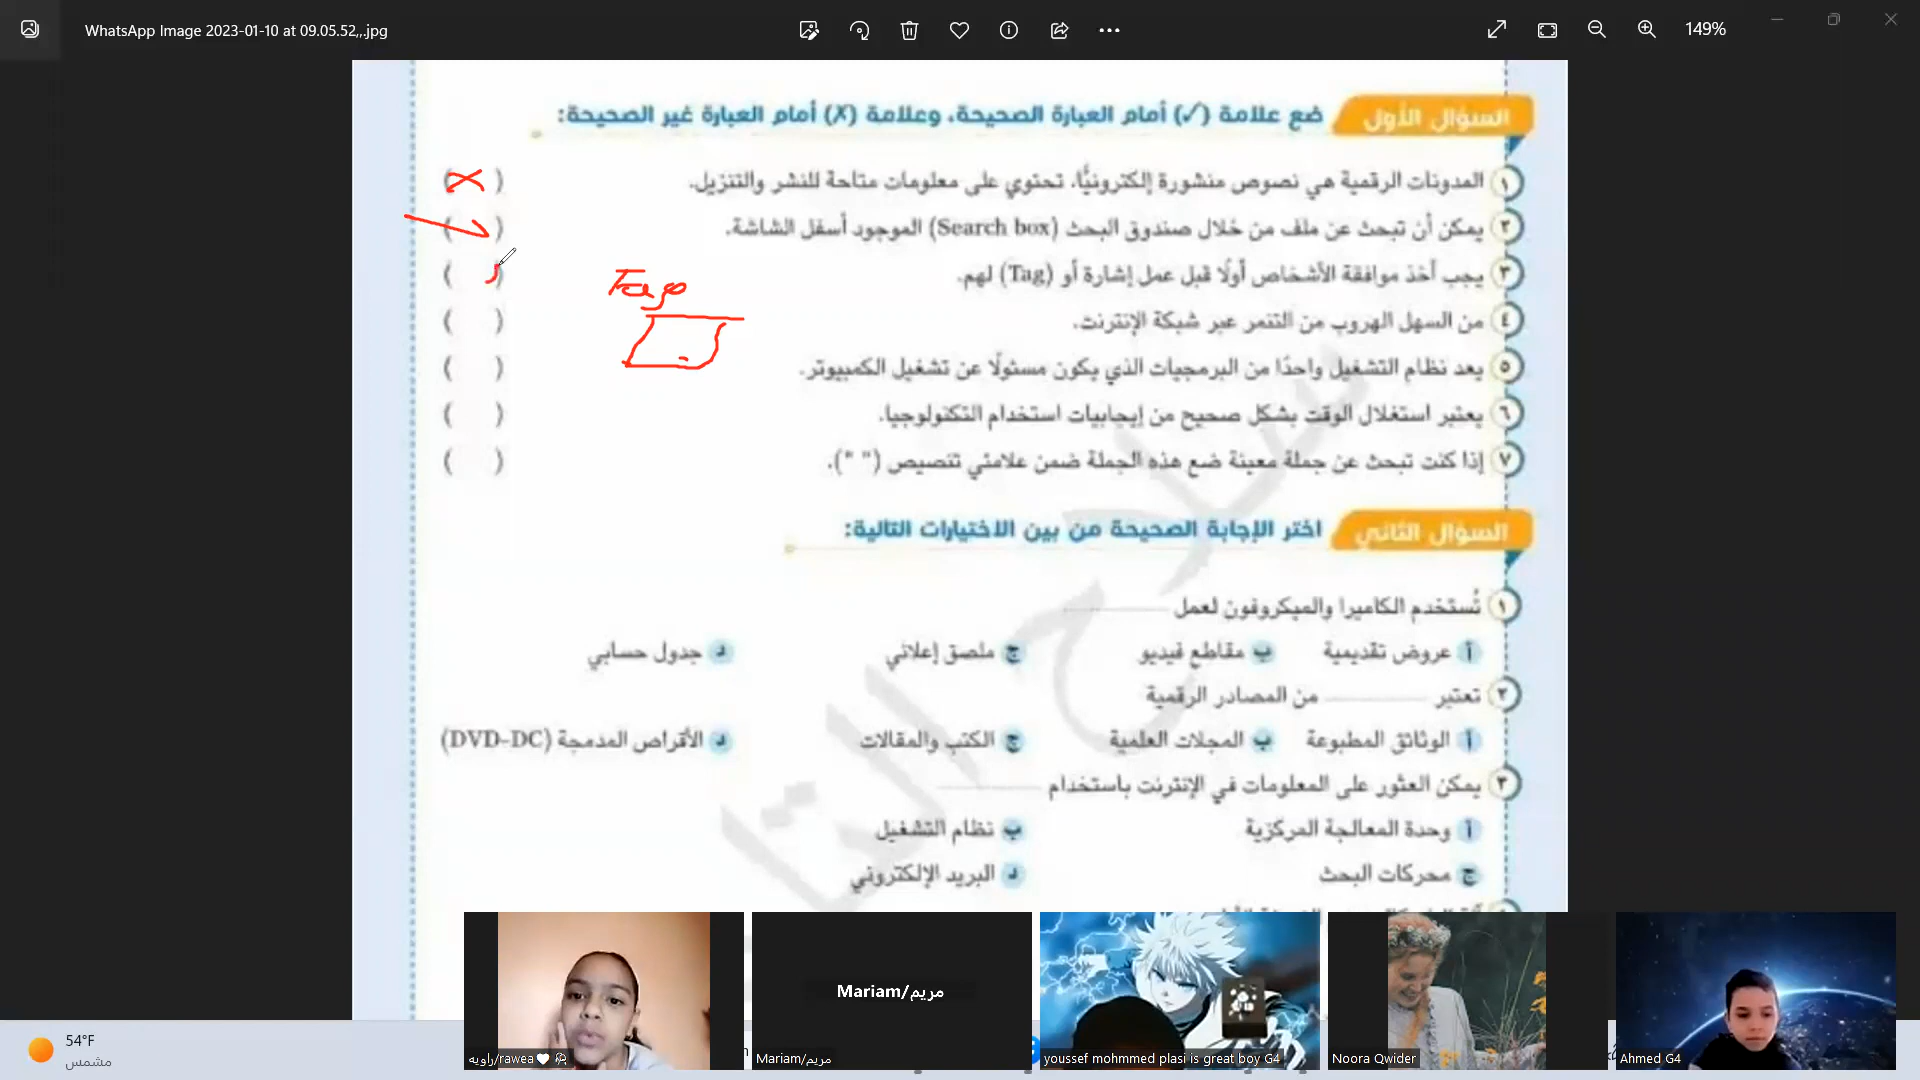 WhatsApp Image 2023-01-10 at 09.05.52,,.jpg
149%
السؤال الأول ضع علامة (✓) أمام العبارة الصحيحة، وعلامة (✗) أمام العبارة غير الصحيحة:
١ المدونات الرقمية هي نصوص منشورة إلكترونيًّا، تحتوي على معلومات متاحة للنشر والتنزيل. ( X )
٢ يمكن أن تبحث عن ملف من خلال صندوق البحث (Search box) الموجود أسفل الشاشة. ( )
٣ يجب أخذ موافقة الأشخاص أولًا قبل عمل إشارة أو (Tag) لهم. ( )
٤ من السهل الهروب من التنمر عبر شبكة الإنترنت. ( )
٥ يعد نظام التشغيل واحدًا من البرمجيات الذي يكون مسئولًا عن تشغيل الكمبيوتر. ( )
٦ يعتبر استغلال الوقت بشكل صحيح من إيجابيات استخدام التكنولوجيا. ( )
٧ إذا كنت تبحث عن جملة معينة ضع هذه الجملة ضمن علامتي تنصيص (" "). ( )
السؤال الثاني اختر الإجابة الصحيحة من بين الاختيارات التالية:
١ تُستخدم الكاميرا والميكروفون لعمل
أ عروض تقديمية ب مقاطع فيديو ج ملصق إعلاني د جدول حسابي
٢ تعتبر من المصادر الرقمية
أ الوثائق المطبوعة ب المجلات العلمية ج الكتب والمقالات د الأقراص المدمجة (DVD-DC)
٣ يمكن العثور على المعلومات في الإنترنت باستخدام
أ وحدة المعالجة المركزية ب نظام التشغيل
ج محركات البحث د البريد الإلكتروني
Mariam/مريم
راويه/rawea
Mariam/مريم
youssef mohmmed plasi is great boy G4
Noora Qwider
Ahmed G4
54°F
مشمس